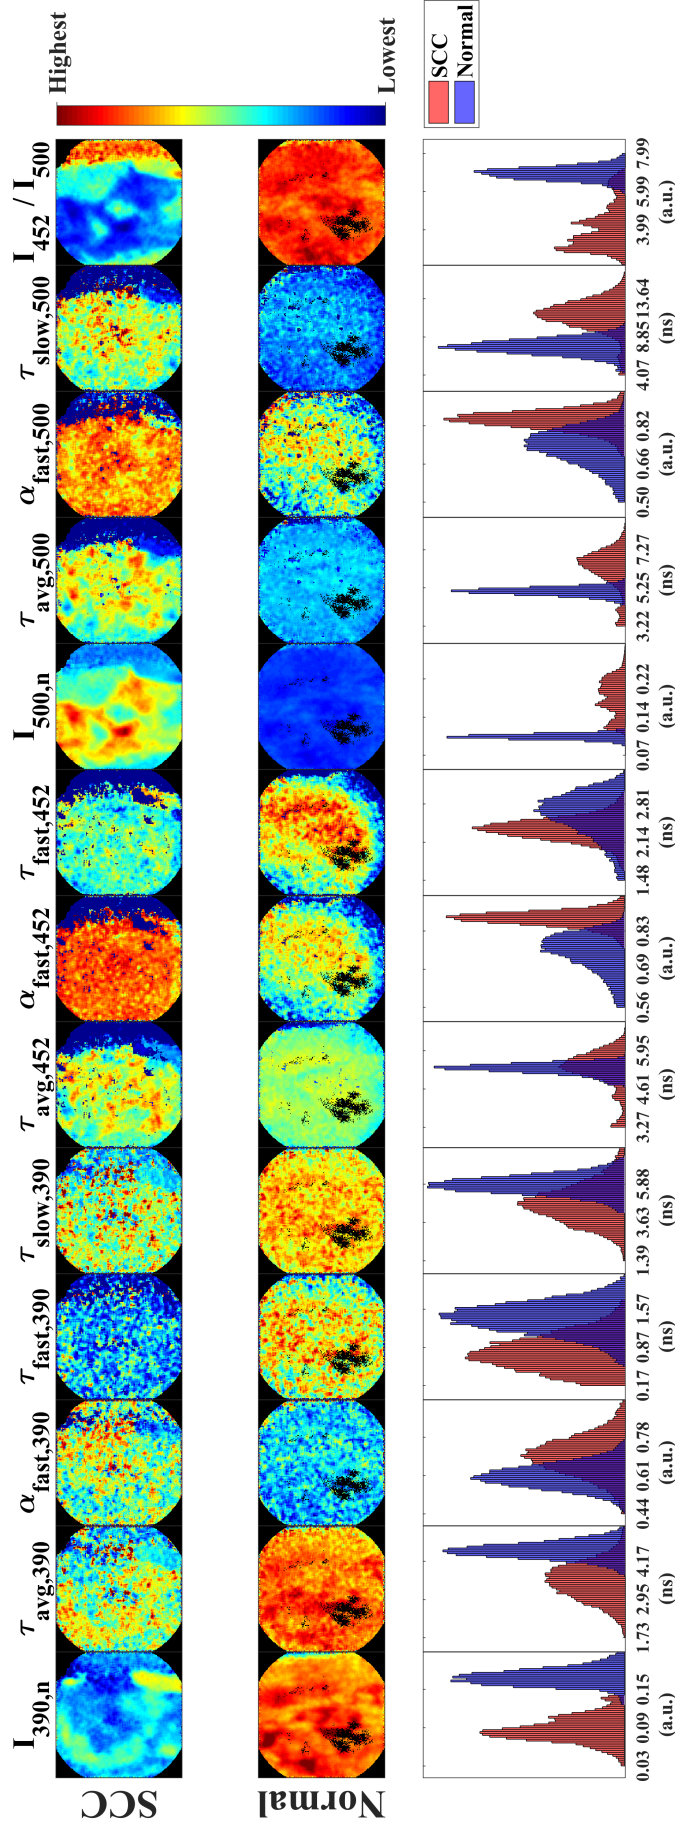 I390,n τavg,390 αfast,390 τfast,390 τslow,390 τavg,452 αfast,452 τfast,452 I500,n τavg,500 αfast,500 τslow,500 I452 / I500
SCC
Normal
Highest
Lowest
SCC
Normal
0.03 0.09 0.15 1.73 2.95 4.17 0.44 0.61 0.78 0.17 0.87 1.57 1.39 3.63 5.88 3.27 4.61 5.95 0.56 0.69 0.83 1.48 2.14 2.81 0.07 0.14 0.22 3.22 5.25 7.27 0.50 0.66 0.82 4.07 8.85 13.64 3.99 5.99 7.99
(a.u.) (ns) (a.u.) (ns) (ns) (ns) (a.u.) (ns) (a.u.) (ns) (a.u.) (ns) (a.u.)